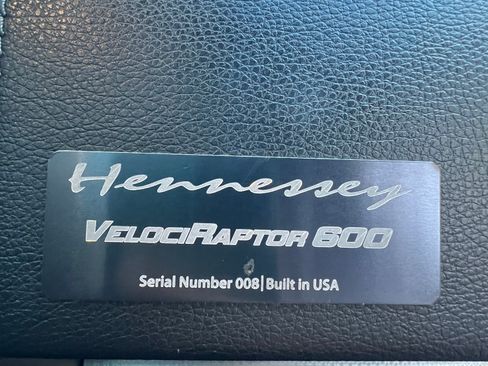 Hennessey
VELOCIRAPTOR 600
Serial Number 008|Built in USA